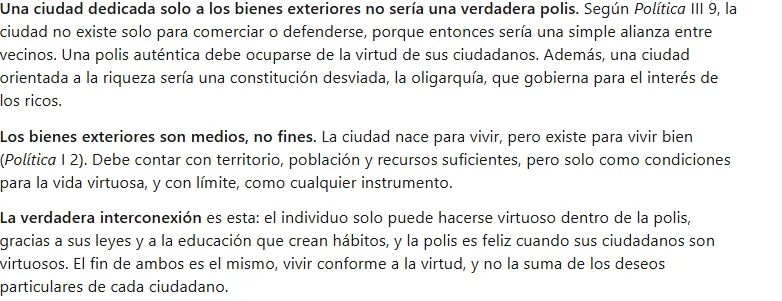 Una ciudad dedicada solo a los bienes exteriores no sería una verdadera polis. Según Política III 9, la
ciudad no existe solo para comerciar o defenderse, porque entonces sería una simple alianza entre
vecinos. Una polis auténtica debe ocuparse de la virtud de sus ciudadanos. Además, una ciudad
orientada a la riqueza sería una constitución desviada, la oligarquía, que gobierna para el interés de
los ricos.
Los bienes exteriores son medios, no fines. La ciudad nace para vivir, pero existe para vivir bien
(Política I 2). Debe contar con territorio, población y recursos suficientes, pero solo como condiciones
para la vida virtuosa, y con límite, como cualquier instrumento.
La verdadera interconexión es esta: el individuo solo puede hacerse virtuoso dentro de la polis,
gracias a sus leyes y a la educación que crean hábitos, y la polis es feliz cuando sus ciudadanos son
virtuosos. El fin de ambos es el mismo, vivir conforme a la virtud, y no la suma de los deseos
particulares de cada ciudadano.